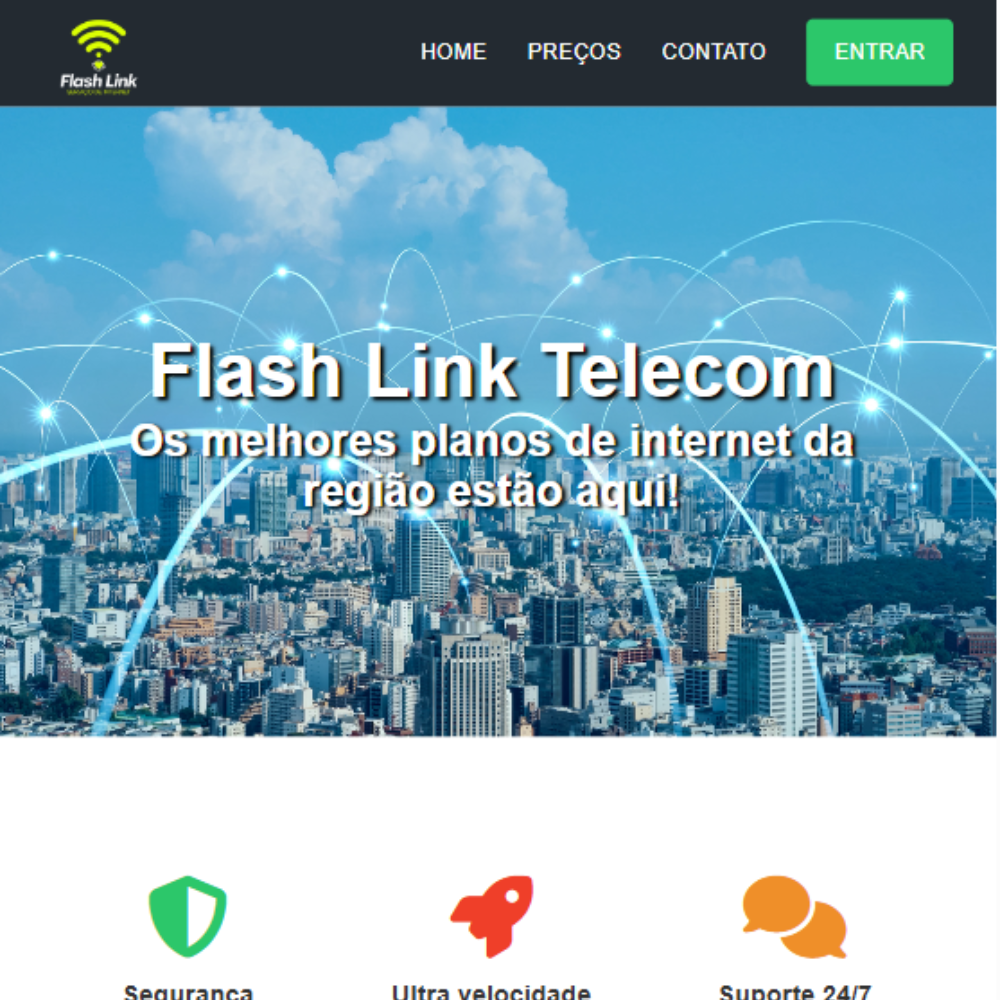 Flash Link
HOME
PREÇOS
CONTATO
ENTRAR
Flash Link Telecom
Os melhores planos de internet da
região estão aqui!
Segurança
Ultra velocidade
Suporte 24/7